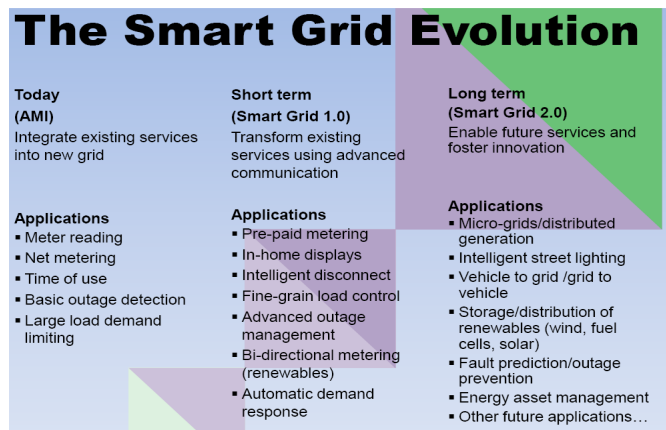 The Smart Grid Evolution
Today
(AMI)
Integrate existing services
into new grid
Applications
▪ Meter reading
▪ Net metering
▪ Time of use
▪ Basic outage detection
▪ Large load demand
limiting
Short term
(Smart Grid 1.0)
Transform existing
services using advanced
communication
Applications
▪ Pre-paid metering
▪ In-home displays
▪ Intelligent disconnect
▪ Fine-grain load control
▪ Advanced outage
management
▪ Bi-directional metering
(renewables)
▪ Automatic demand
response
Long term
(Smart Grid 2.0)
Enable future services and
foster innovation
Applications
▪ Micro-grids/distributed
generation
▪ Intelligent street lighting
▪ Vehicle to grid /grid to
vehicle
▪ Storage/distribution of
renewables (wind, fuel
cells, solar)
▪ Fault prediction/outage
prevention
▪ Energy asset management
▪ Other future applications…